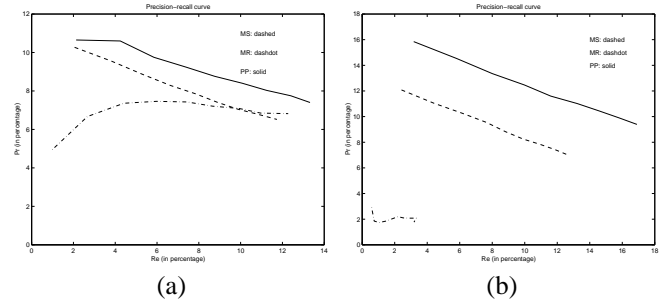 Precision-recall curve
12
10
8
6
4
2
0
0 2 4 6 8 10 12 14
Pr (in percentage)
Re (in percentage)
MS: dashed
MR: dashdot
PP: solid
(a)
Precision-recall curve
18
16
14
12
10
8
6
4
2
0
0 2 4 6 8 10 12 14 16 18
Pr (in percentage)
Re (in percentage)
MS: dashed
MR: dashdot
PP: solid
(b)